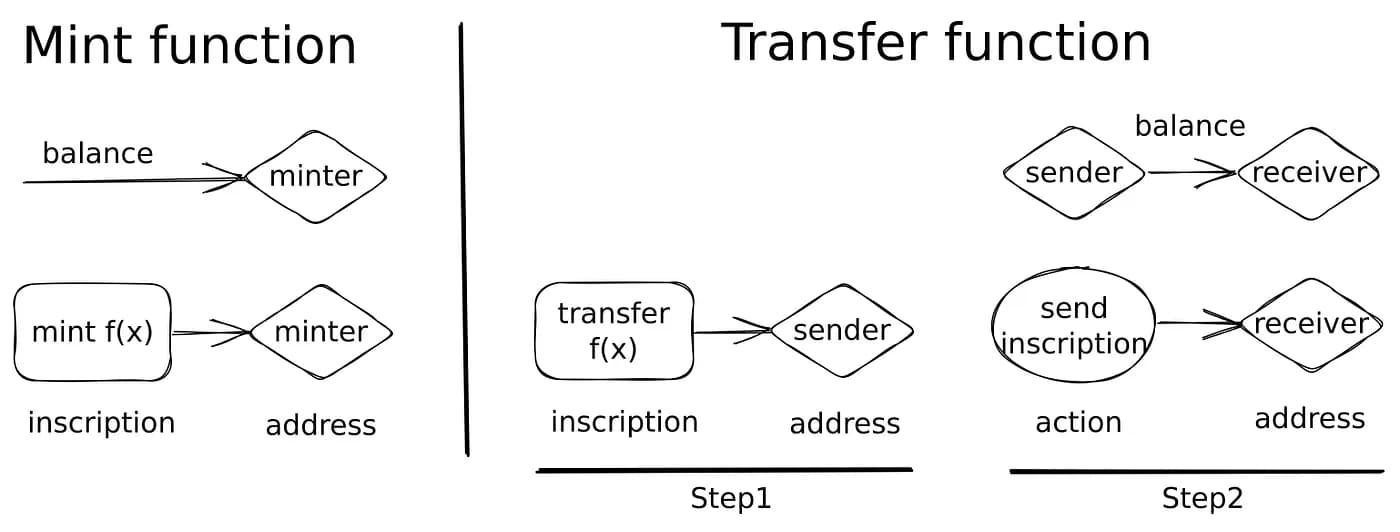 Mint function
balance
minter
mint f(x)
minter
inscription
address
Transfer function
balance
sender
receiver
transfer
f(x)
sender
send
inscription
receiver
inscription
address
action
address
Step1
Step2